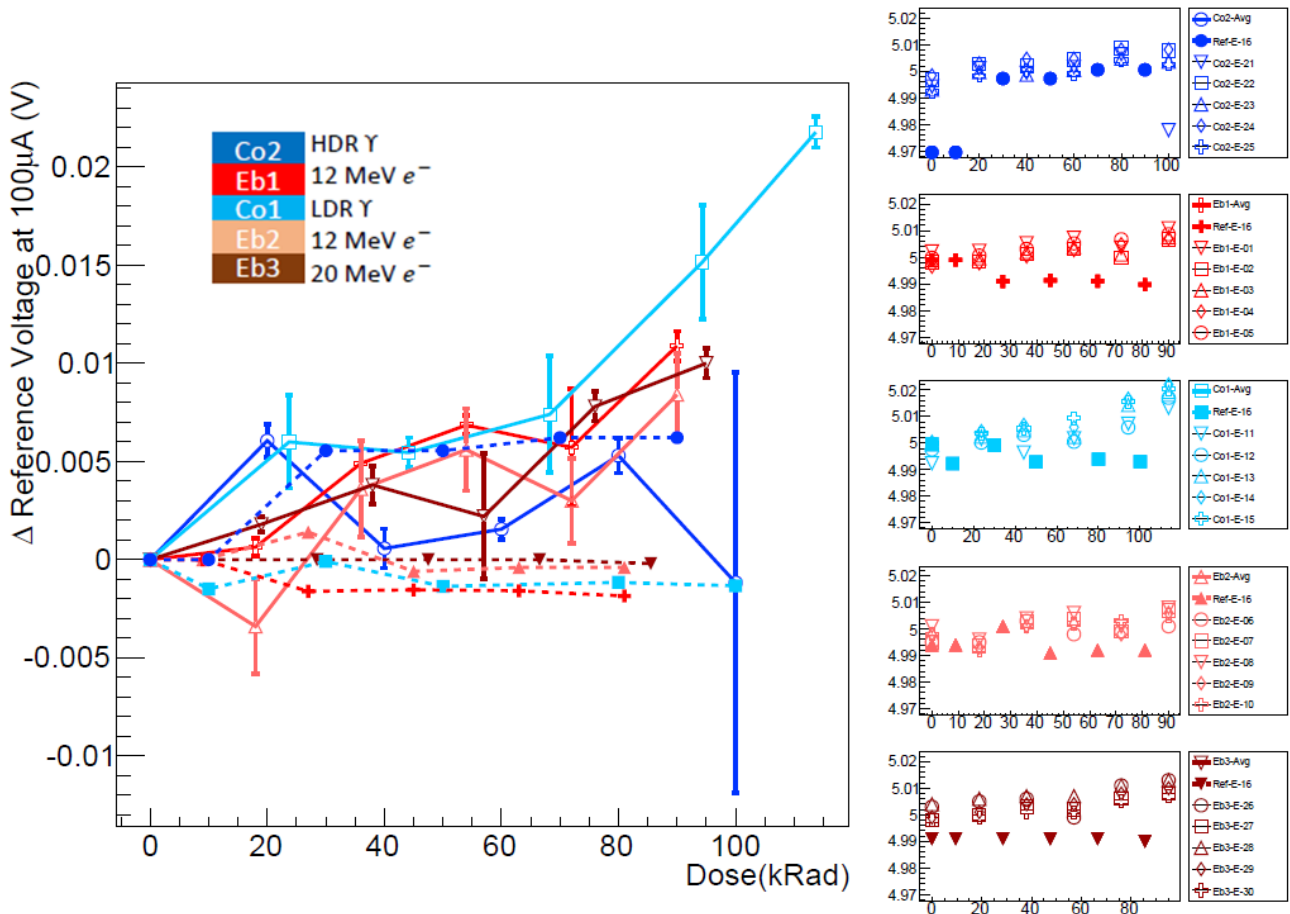 Δ Reference Voltage at 100μA (V)
0.02
0.015
0.01
0.005
0
-0.005
-0.01
Co2 HDR ϒ
Eb1 12 MeV e⁻
Co1 LDR ϒ
Eb2 12 MeV e⁻
Eb3 20 MeV e⁻
0 20 40 60 80 100
Dose(kRad)
5.02
5.01
5
4.99
4.98
4.97
0 20 40 60 80 100
Co2-Avg
Ref-E-16
Co2-E-21
Co2-E-22
Co2-E-23
Co2-E-24
Co2-E-25
5.02
5.01
5
4.99
4.98
4.97
0 10 20 30 40 50 60 70 80 90
Eb1-Avg
Ref-E-16
Eb1-E-01
Eb1-E-02
Eb1-E-03
Eb1-E-04
Eb1-E-05
5.02
5.01
5
4.99
4.98
4.97
0 20 40 60 80 100
Co1-Avg
Ref-E-16
Co1-E-11
Co1-E-12
Co1-E-13
Co1-E-14
Co1-E-15
5.02
5.01
5
4.99
4.98
4.97
0 10 20 30 40 50 60 70 80 90
Eb2-Avg
Ref-E-16
Eb2-E-06
Eb2-E-07
Eb2-E-08
Eb2-E-09
Eb2-E-10
5.02
5.01
5
4.99
4.98
4.97
0 20 40 60 80
Eb3-Avg
Ref-E-16
Eb3-E-26
Eb3-E-27
Eb3-E-28
Eb3-E-29
Eb3-E-30